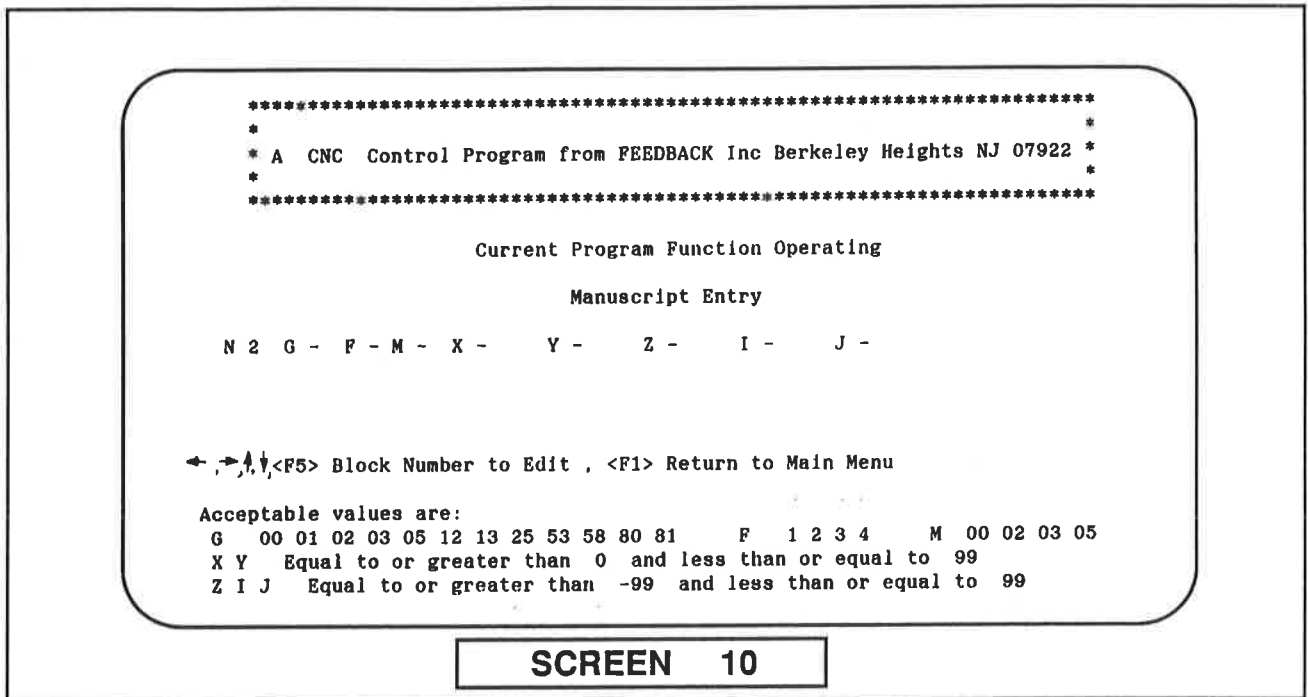 **********************************************************************
* *
* A CNC Control Program from FEEDBACK Inc Berkeley Heights NJ 07922 *
* *
**********************************************************************
Current Program Function Operating
Manuscript Entry
N 2 G - F - M - X - Y - Z - I - J -
←,→,↑,↓,<F5> Block Number to Edit , <F1> Return to Main Menu
Acceptable values are:
G 00 01 02 03 05 12 13 25 53 58 80 81 F 1 2 3 4 M 00 02 03 05
X Y Equal to or greater than 0 and less than or equal to 99
Z I J Equal to or greater than -99 and less than or equal to 99
SCREEN 10